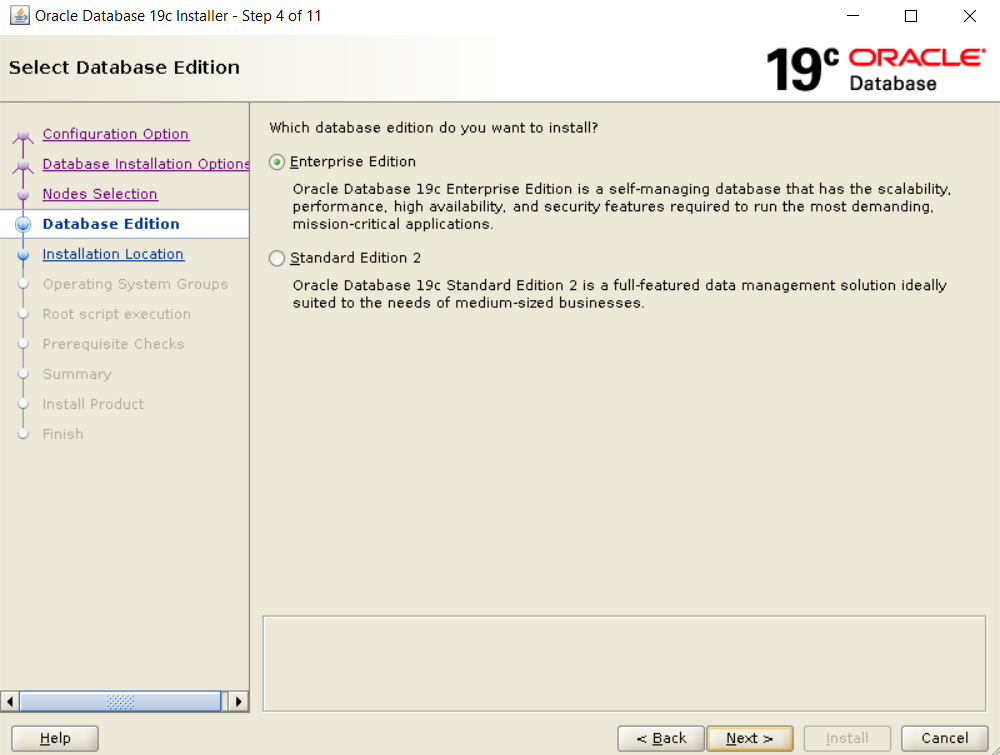 Oracle Database 19c Installer - Step 4 of 11
Select Database Edition
19c ORACLE
Database
Configuration Option
Database Installation Options
Nodes Selection
Database Edition
Installation Location
Operating System Groups
Root script execution
Prerequisite Checks
Summary
Install Product
Finish
Which database edition do you want to install?
Enterprise Edition
Oracle Database 19c Enterprise Edition is a self-managing database that has the scalability,
performance, high availability, and security features required to run the most demanding,
mission-critical applications.
Standard Edition 2
Oracle Database 19c Standard Edition 2 is a full-featured data management solution ideally
suited to the needs of medium-sized businesses.
Help
< Back
Next >
Install
Cancel